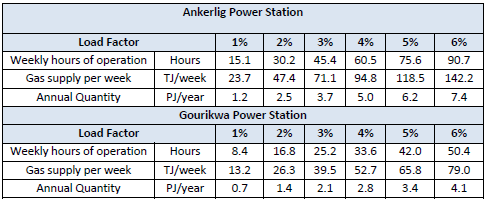 Ankerlig Power Station
Load Factor 1% 2% 3% 4% 5% 6%
Weekly hours of operation Hours 15.1 30.2 45.4 60.5 75.6 90.7
Gas supply per week TJ/week 23.7 47.4 71.1 94.8 118.5 142.2
Annual Quantity PJ/year 1.2 2.5 3.7 5.0 6.2 7.4
Gourikwa Power Station
Load Factor 1% 2% 3% 4% 5% 6%
Weekly hours of operation Hours 8.4 16.8 25.2 33.6 42.0 50.4
Gas supply per week TJ/week 13.2 26.3 39.5 52.7 65.8 79.0
Annual Quantity PJ/year 0.7 1.4 2.1 2.8 3.4 4.1